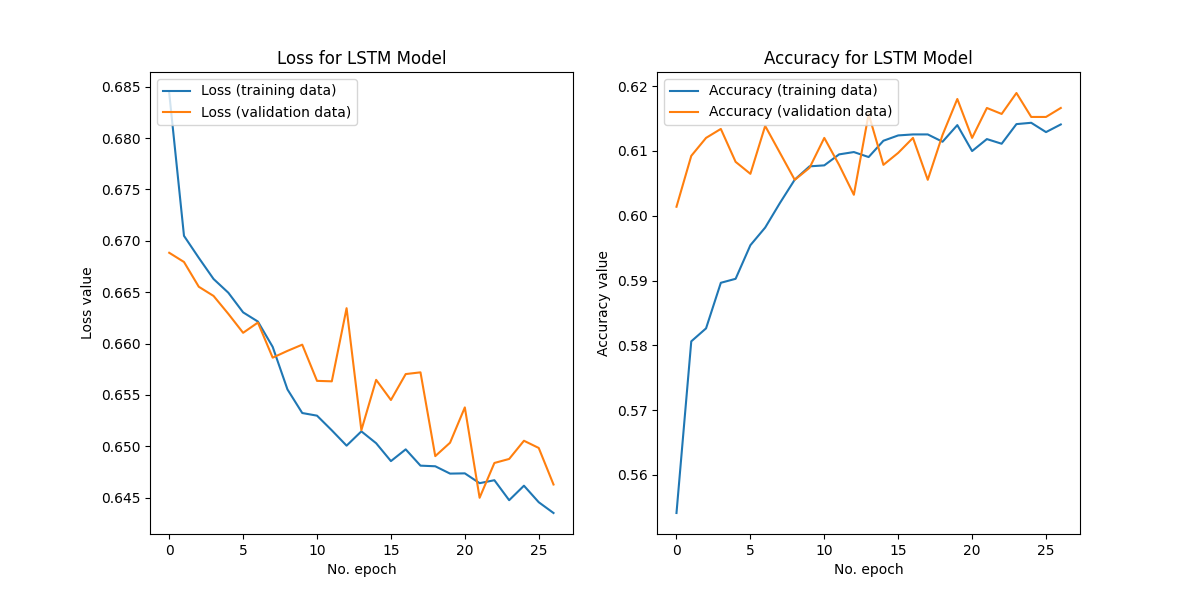 Loss for LSTM Model
Loss (training data)
Loss (validation data)
0.685
0.680
0.675
0.670
0.665
0.660
0.655
0.650
0.645
Loss value
0 5 10 15 20 25
No. epoch
Accuracy for LSTM Model
Accuracy (training data)
Accuracy (validation data)
0.62
0.61
0.60
0.59
0.58
0.57
0.56
Accuracy value
0 5 10 15 20 25
No. epoch